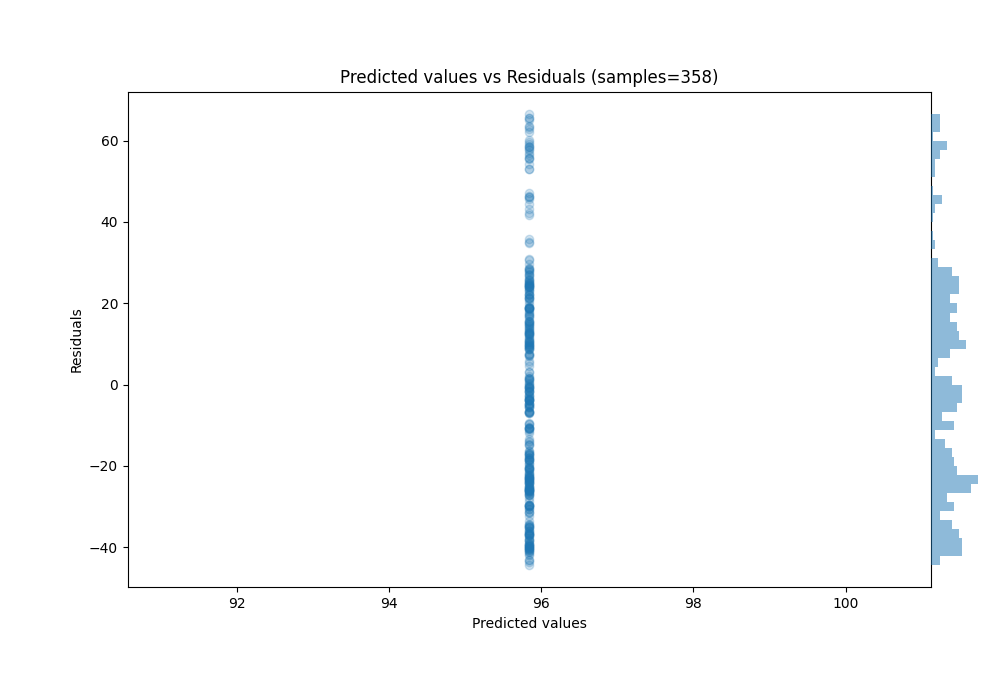 Predicted values vs Residuals (samples=358)
60
40
20
0
−20
−40
Residuals
92 94 96 98 100
Predicted values